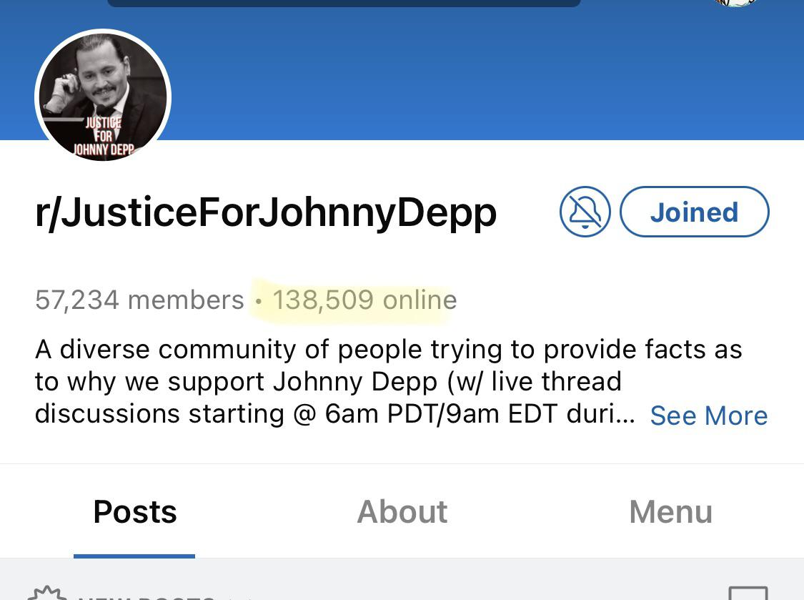 JUSTICE
FOR
JOHNNY DEPP
r/JusticeForJohnnyDepp
Joined
57,234 members • 138,509 online
A diverse community of people trying to provide facts as
to why we support Johnny Depp (w/ live thread
discussions starting @ 6am PDT/9am EDT duri... See More
Posts
About
Menu
NEW POSTS